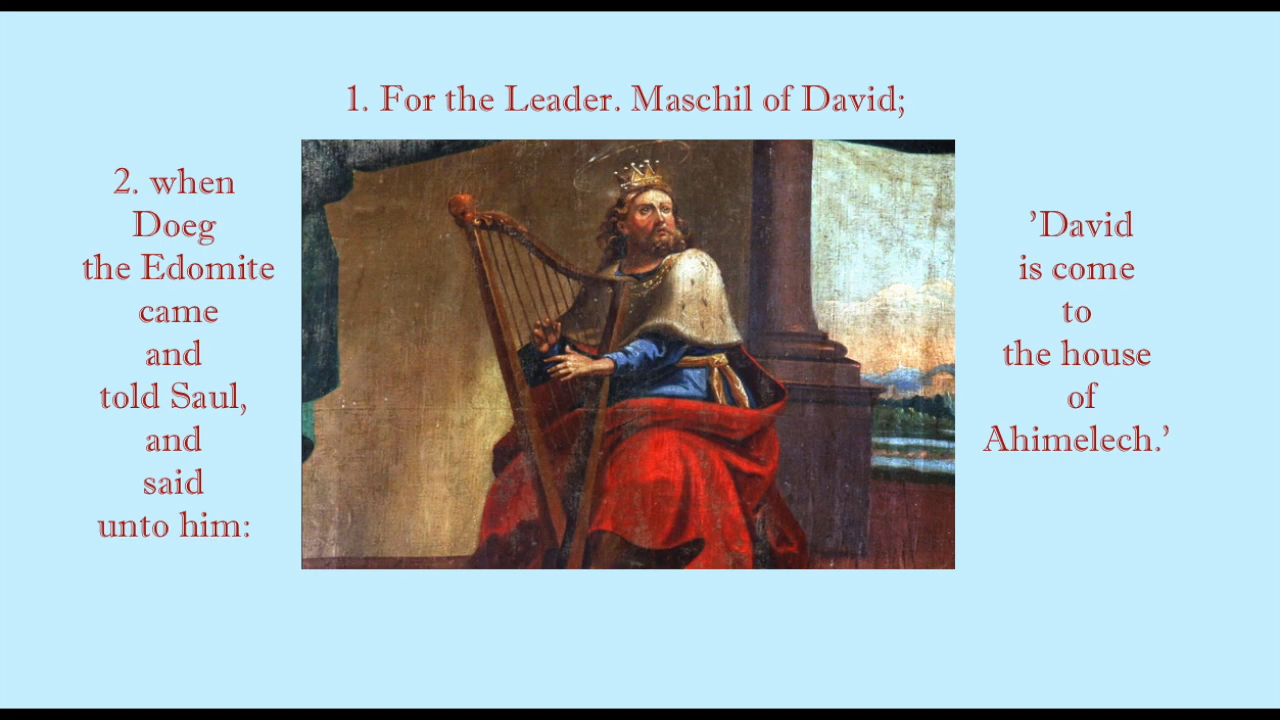 1. For the Leader. Maschil of David;
2. when
Doeg
the Edomite
came
and
told Saul,
and
said
unto him:
’David
is come
to
the house
of
Ahimelech.’